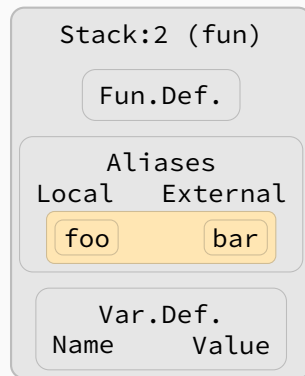 Stack:2 (fun)
Fun.Def.
Aliases
Local External
foo bar
Var.Def.
Name Value